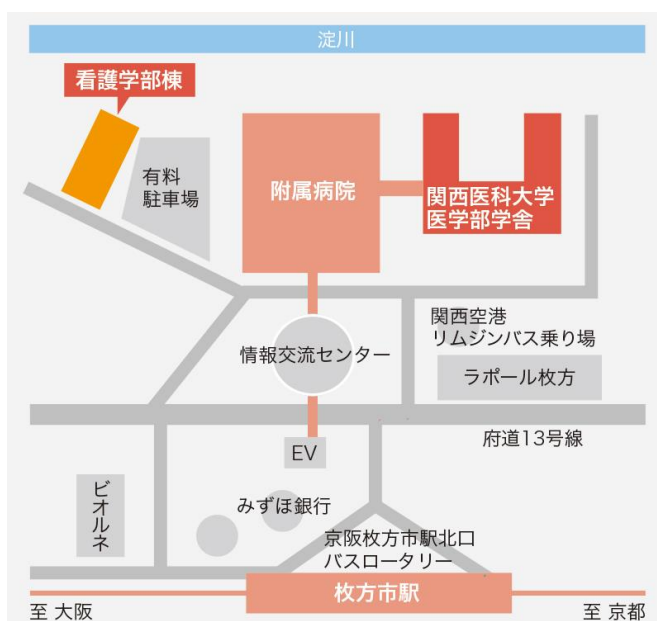 淀川
看護学部棟
有料
駐車場
附属病院
関西医科大学
医学部学舎
関西空港
リムジンバス乗り場
情報交流センター
ラポール枚方
府道13号線
EV
ビオルネ
みずほ銀行
京阪枚方市駅北口
バスロータリー
枚方市駅
至 大阪
至 京都